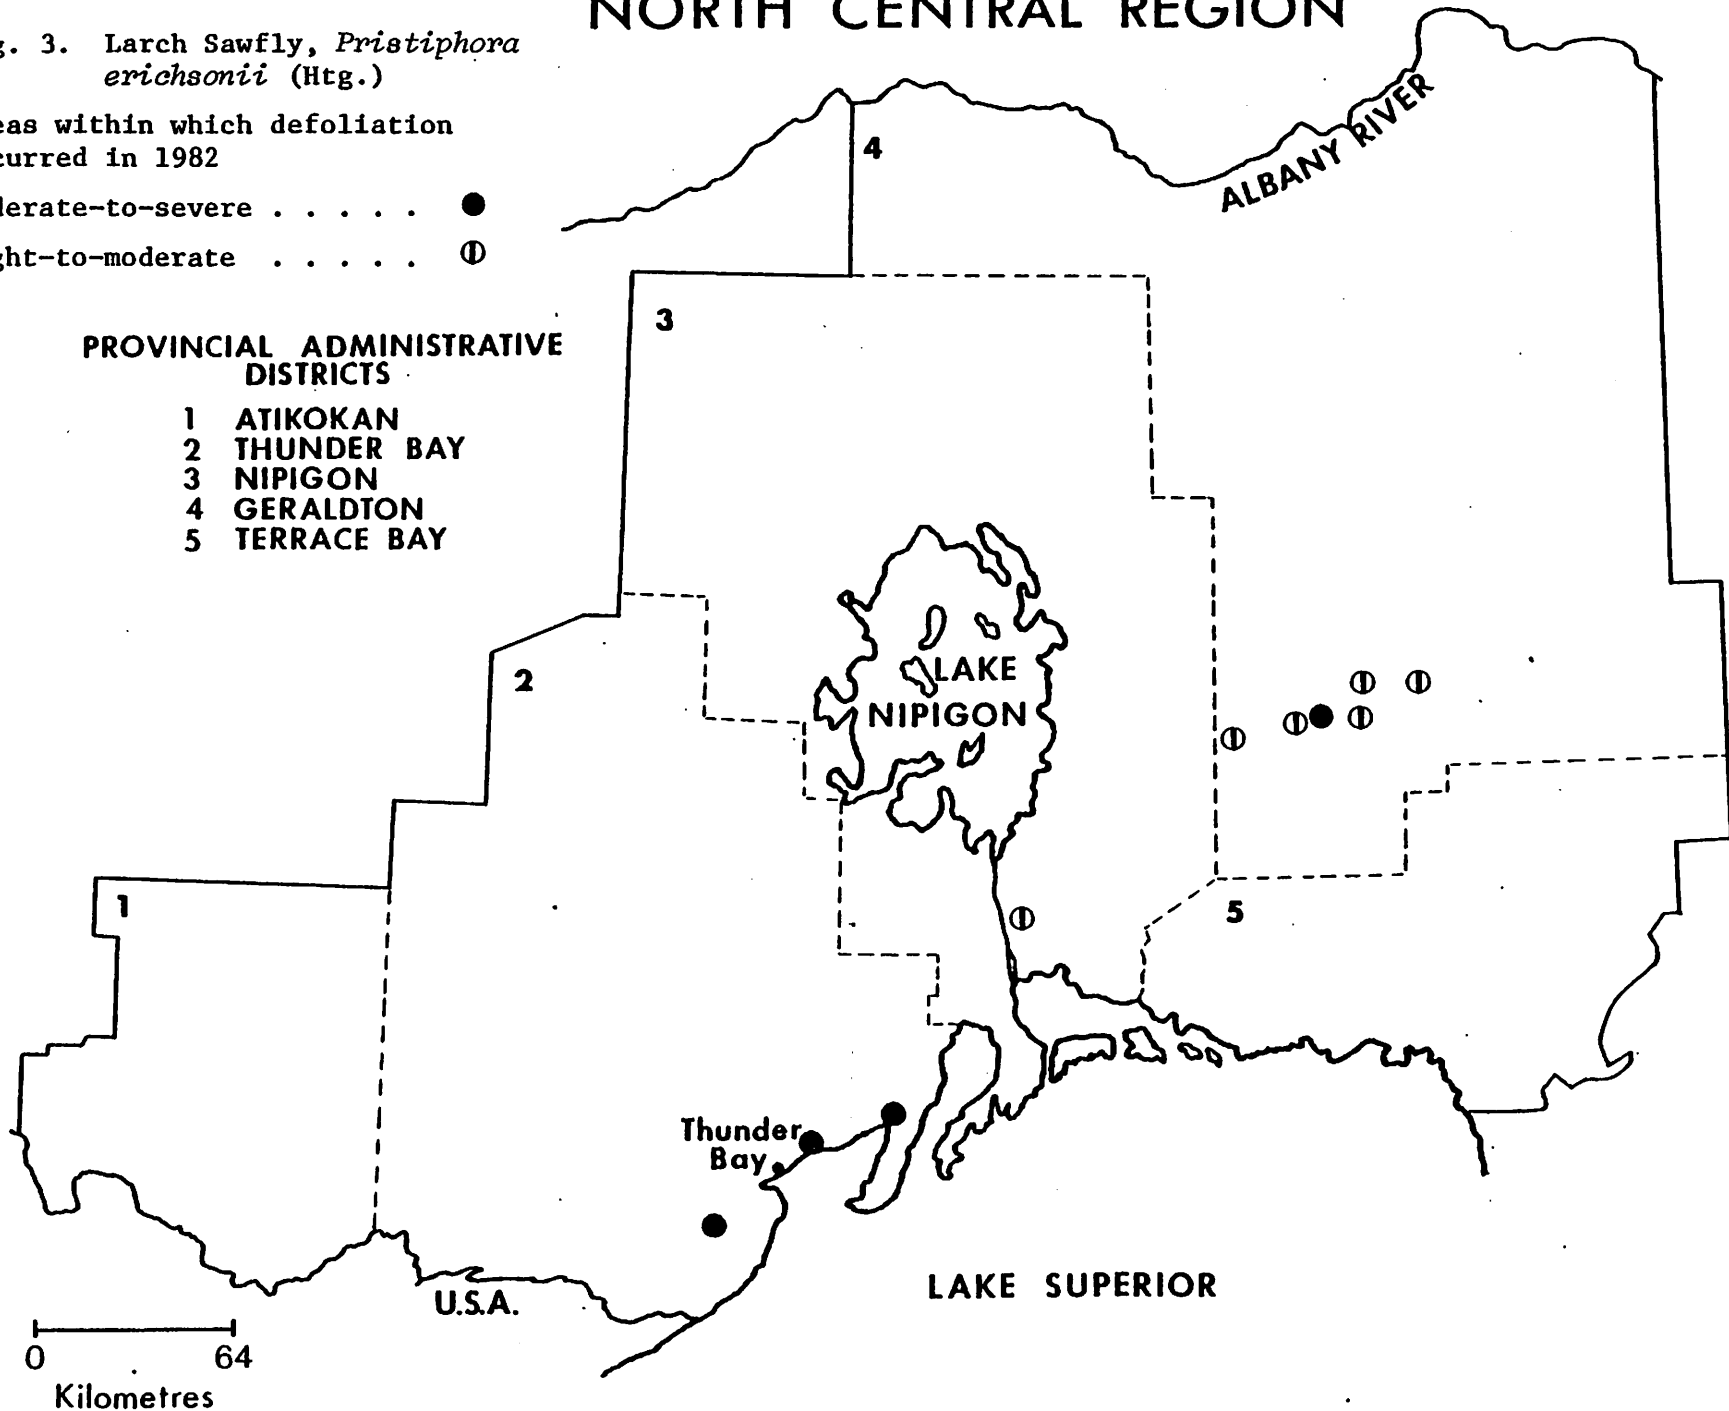 NORTH CENTRAL REGION
g. 3. Larch Sawfly, Pristiphora
erichsonii (Htg.)
eas within which defoliation
curred in 1982
derate-to-severe . . . . .
ght-to-moderate . . . . .
PROVINCIAL ADMINISTRATIVE
DISTRICTS
1 ATIKOKAN
2 THUNDER BAY
3 NIPIGON
4 GERALDTON
5 TERRACE BAY
4
ALBANY RIVER
3
2
LAKE
NIPIGON
1
5
Thunder
Bay
LAKE SUPERIOR
U.S.A.
0 64
Kilometres